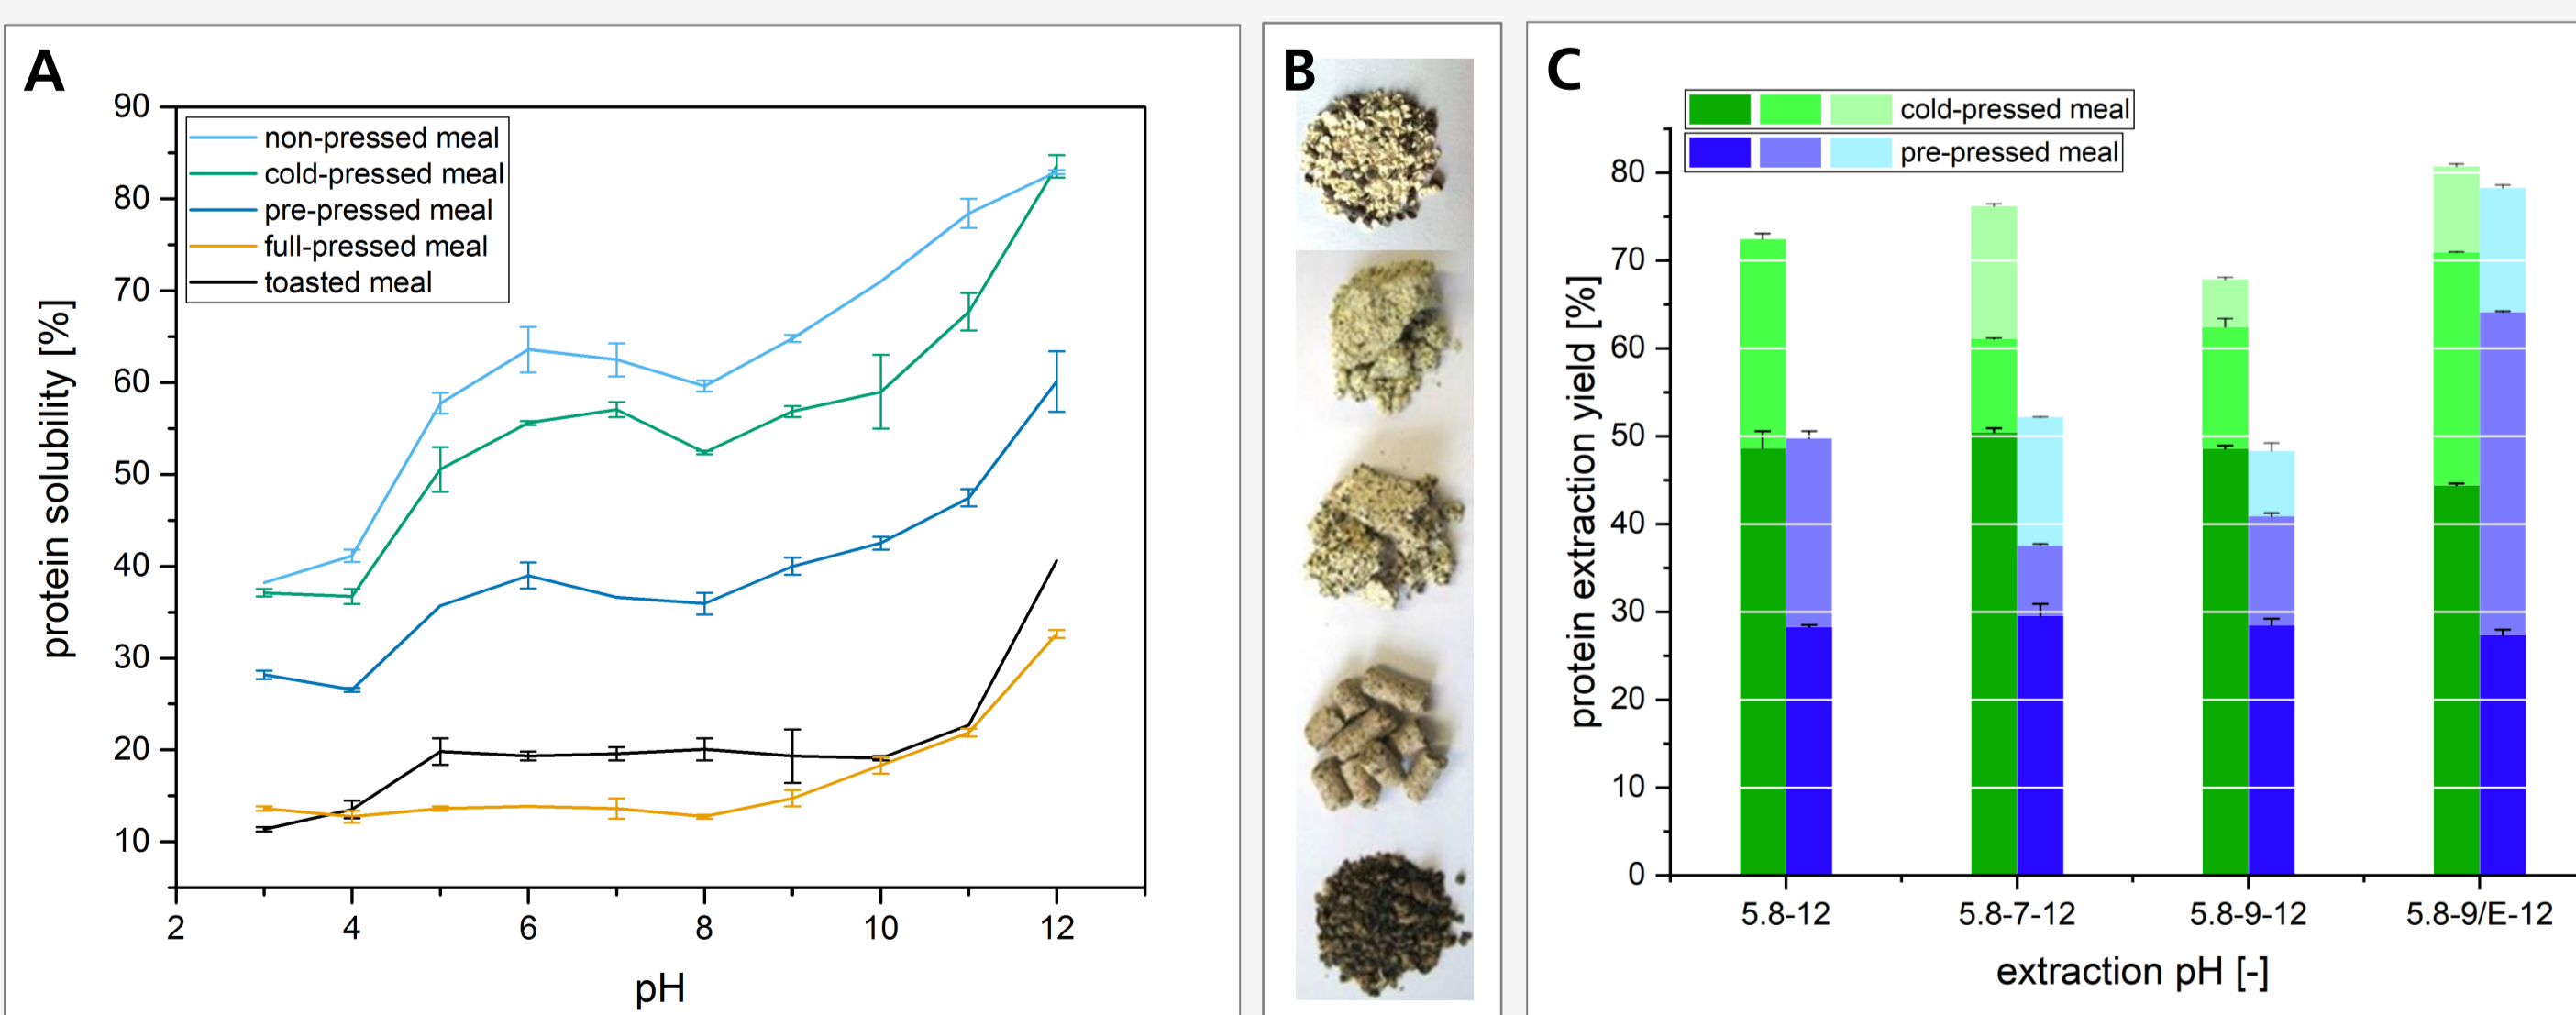 A
90
80
70
60
50
40
30
20
10
protein solubility [%]
non-pressed meal
cold-pressed meal
pre-pressed meal
full-pressed meal
toasted meal
2
4
6
8
10
12
pH
B
C
cold-pressed meal
pre-pressed meal
80
70
60
50
40
30
20
10
0
protein extraction yield [%]
5.8-12
5.8-7-12
5.8-9-12
5.8-9/E-12
extraction pH [-]